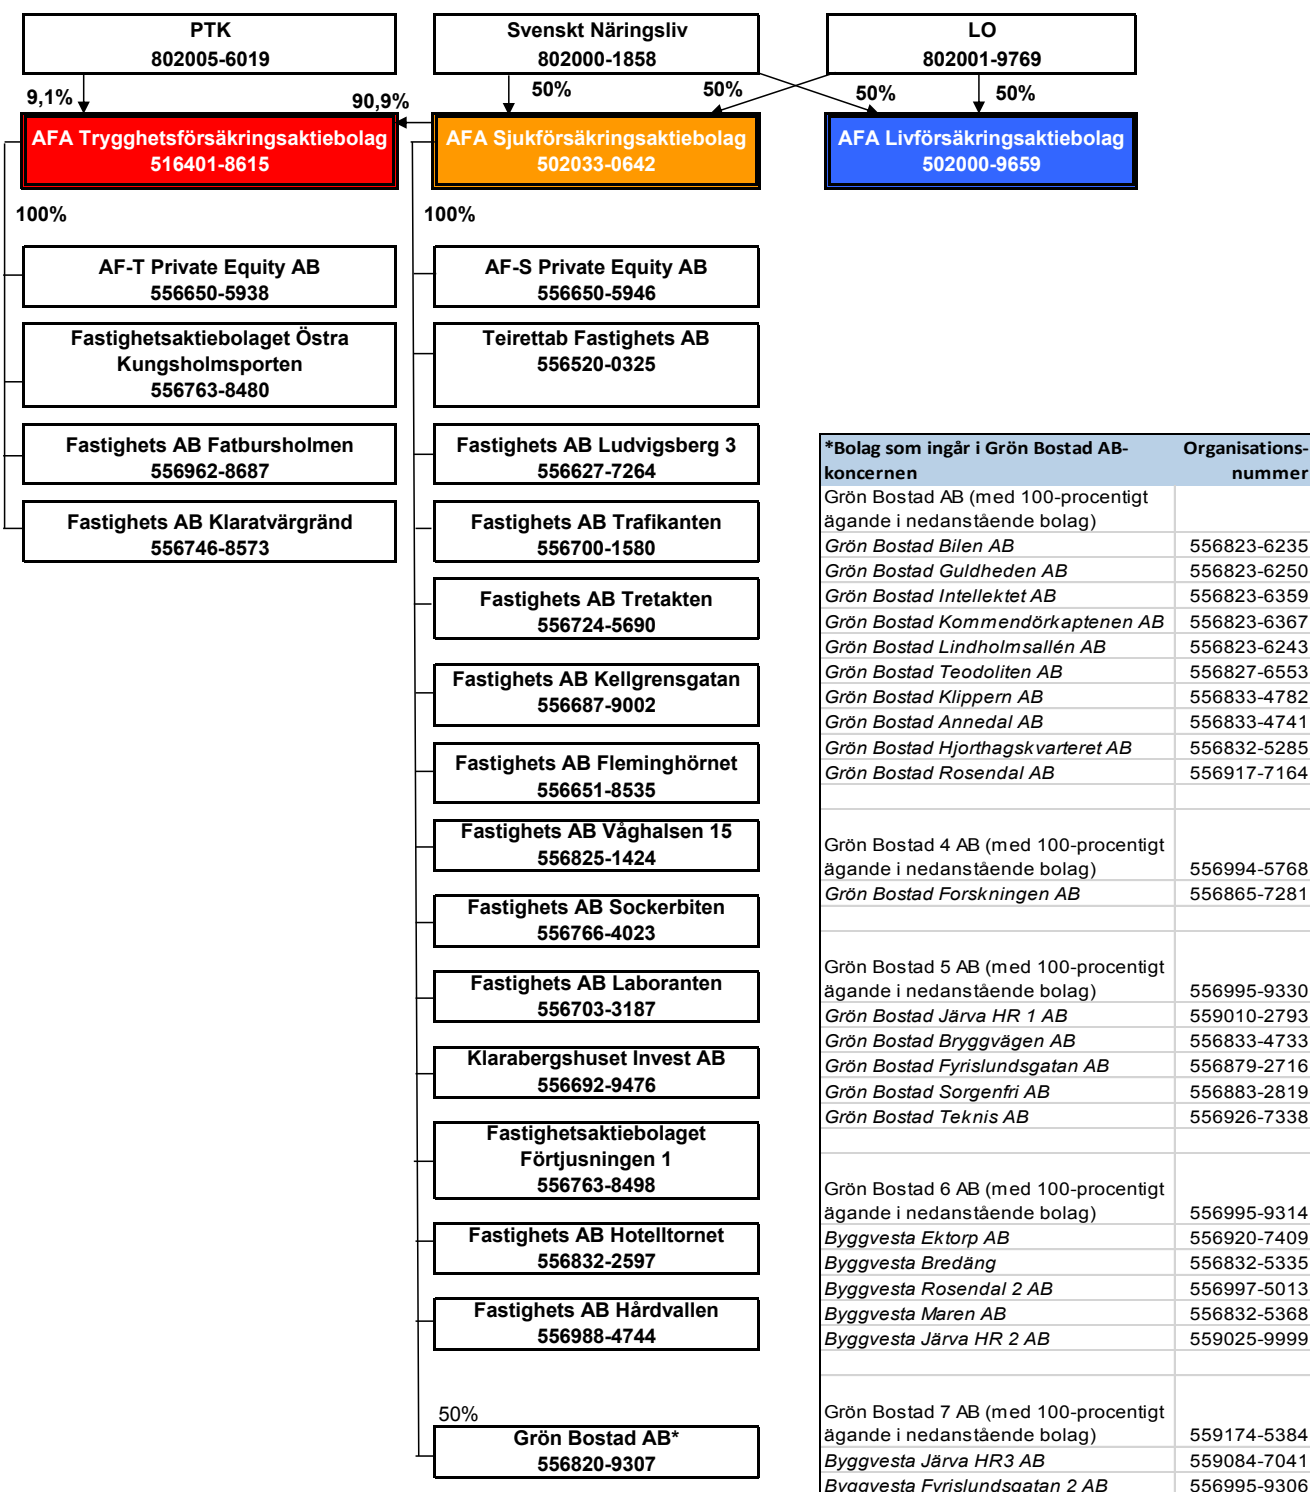 PTK
802005-6019
Svenskt Näringsliv
802000-1858
LO
802001-9769
9,1%
90,9%
50%
50%
50%
50%
AFA Trygghetsförsäkringsaktiebolag
516401-8615
AFA Sjukförsäkringsaktiebolag
502033-0642
AFA Livförsäkringsaktiebolag
502000-9659
100%
100%
AF-T Private Equity AB
556650-5938
Fastighetsaktiebolaget Östra
Kungsholmsporten
556763-8480
Fastighets AB Fatbursholmen
556962-8687
Fastighets AB Klaratvärgränd
556746-8573
AF-S Private Equity AB
556650-5946
Teirettab Fastighets AB
556520-0325
Fastighets AB Ludvigsberg 3
556627-7264
Fastighets AB Trafikanten
556700-1580
Fastighets AB Tretakten
556724-5690
Fastighets AB Kellgrensgatan
556687-9002
Fastighets AB Fleminghörnet
556651-8535
Fastighets AB Våghalsen 15
556825-1424
Fastighets AB Sockerbiten
556766-4023
Fastighets AB Laboranten
556703-3187
Klarabergshuset Invest AB
556692-9476
Fastighetsaktiebolaget
Förtjusningen 1
556763-8498
Fastighets AB Hotelltornet
556832-2597
Fastighets AB Hårdvallen
556988-4744
50%
Grön Bostad AB*
556820-9307
*Bolag som ingår i Grön Bostad AB- Organisations-
koncernen nummer
Grön Bostad AB (med 100-procentigt
ägande i nedanstående bolag)
Grön Bostad Bilen AB 556823-6235
Grön Bostad Guldheden AB 556823-6250
Grön Bostad Intellektet AB 556823-6359
Grön Bostad Kommendörkaptenen AB 556823-6367
Grön Bostad Lindholmsallén AB 556823-6243
Grön Bostad Teodoliten AB 556827-6553
Grön Bostad Klippern AB 556833-4782
Grön Bostad Annedal AB 556833-4741
Grön Bostad Hjorthagskvarteret AB 556832-5285
Grön Bostad Rosendal AB 556917-7164
Grön Bostad 4 AB (med 100-procentigt
ägande i nedanstående bolag) 556994-5768
Grön Bostad Forskningen AB 556865-7281
Grön Bostad 5 AB (med 100-procentigt
ägande i nedanstående bolag) 556995-9330
Grön Bostad Järva HR 1 AB 559010-2793
Grön Bostad Bryggvägen AB 556833-4733
Grön Bostad Fyrislundsgatan AB 556879-2716
Grön Bostad Sorgenfri AB 556883-2819
Grön Bostad Teknis AB 556926-7338
Grön Bostad 6 AB (med 100-procentigt
ägande i nedanstående bolag) 556995-9314
Byggvesta Ektorp AB 556920-7409
Byggvesta Bredäng 556832-5335
Byggvesta Rosendal 2 AB 556997-5013
Byggvesta Maren AB 556832-5368
Byggvesta Järva HR 2 AB 559025-9999
Grön Bostad 7 AB (med 100-procentigt
ägande i nedanstående bolag) 559174-5384
Byggvesta Järva HR3 AB 559084-7041
Byggvesta Fyrislundsgatan 2 AB 556995-9306